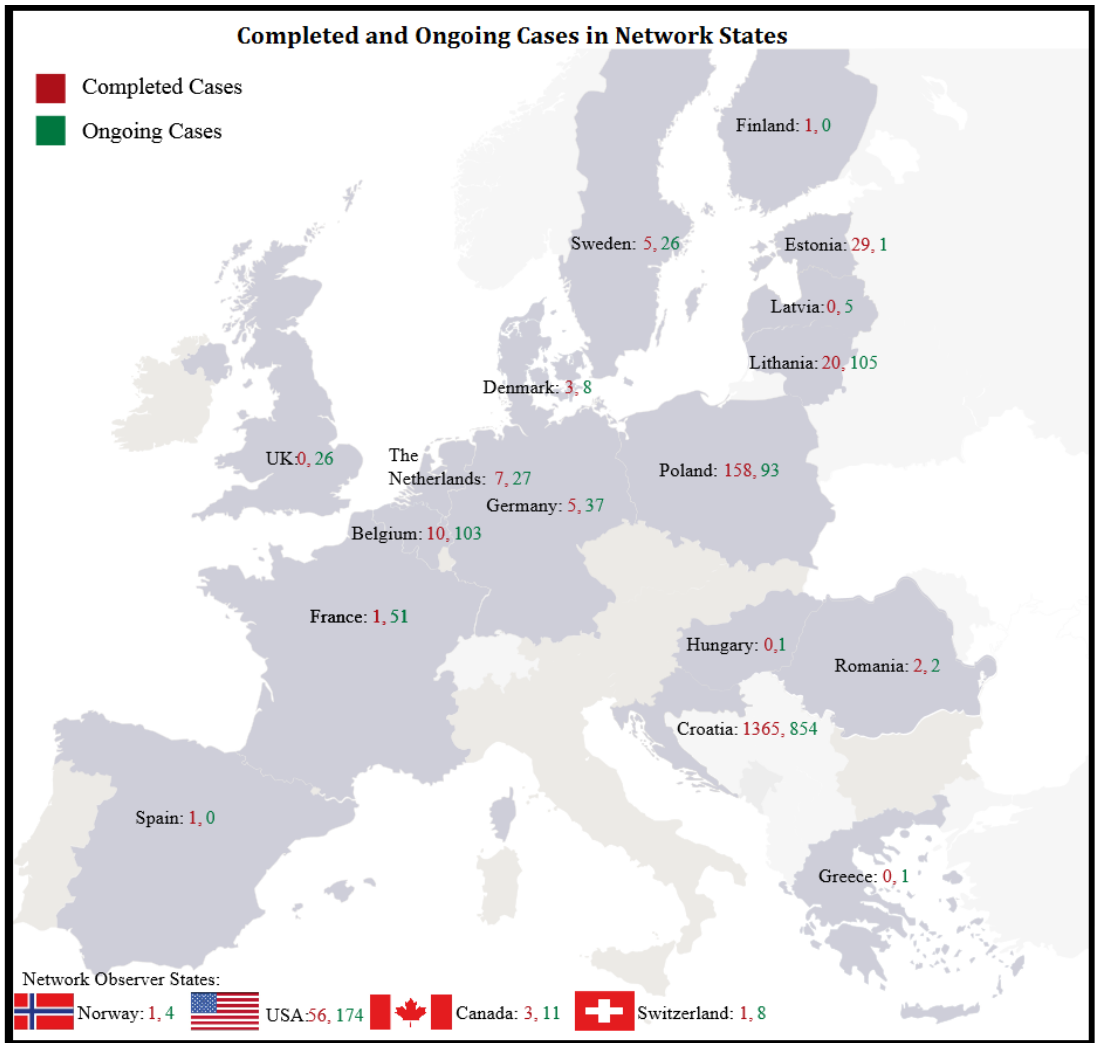 Completed and Ongoing Cases in Network States
Completed Cases
Ongoing Cases
Finland: 1, 0
Sweden: 5, 26
Estonia: 29, 1
Latvia: 0, 5
Lithania: 20, 105
Denmark: 3, 8
UK:0, 26
The
Netherlands: 7, 27
Poland: 158, 93
Germany: 5, 37
Belgium: 10, 103
France: 1, 51
Hungary: 0,1
Romania: 2, 2
Croatia: 1365, 854
Spain: 1, 0
Greece: 0, 1
Network Observer States:
Norway: 1, 4
USA:56, 174
Canada: 3, 11
Switzerland: 1, 8